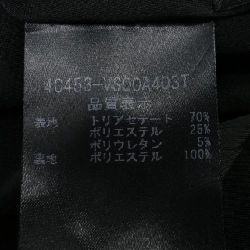 4C453-VSC0A403T
品質表示
表地 トリアセテート 70%
ポリエステル 25%
ポリウレタン 5%
裏地 ポリエステル 100%